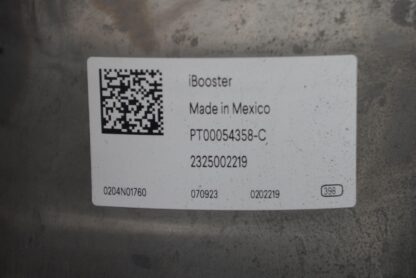 iBooster
Made in Mexico
PT00054358-C
2325002219
0204N01760 070923 0202219 398